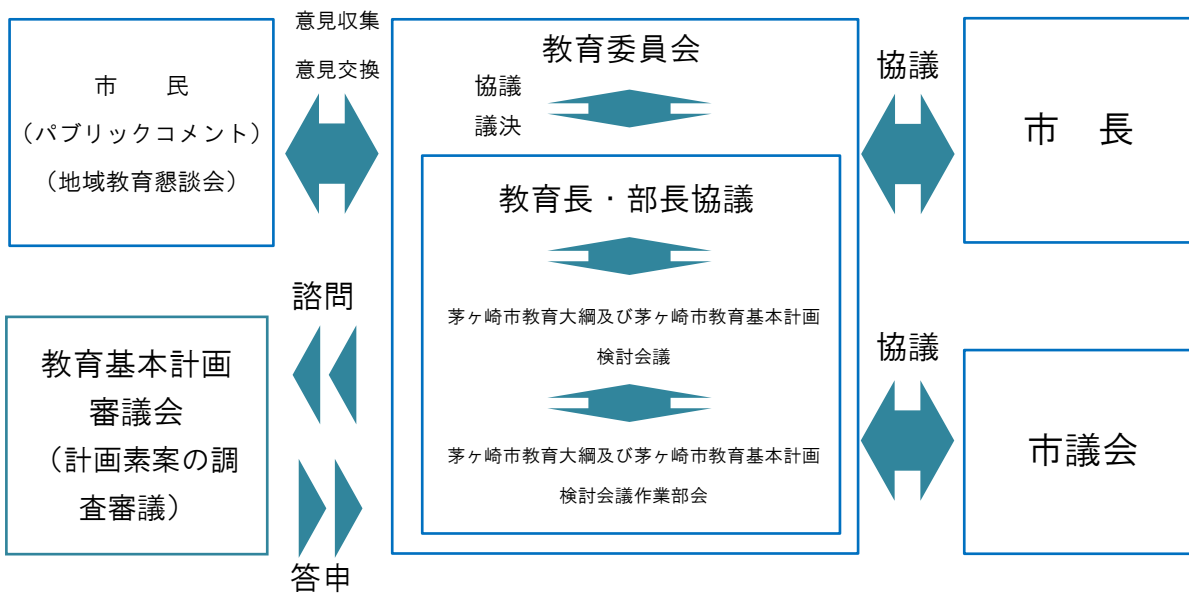 市　　民
（パブリックコメント）
（地域教育懇談会）
意見収集
意見交換
教育委員会
協議
議決
教育長・部長協議
茅ヶ崎市教育大綱及び茅ヶ崎市教育基本計画
検討会議
茅ヶ崎市教育大綱及び茅ヶ崎市教育基本計画
検討会議作業部会
協議
市　長
諮問
教育基本計画
審議会
（計画素案の調
査審議）
答申
協議
市議会